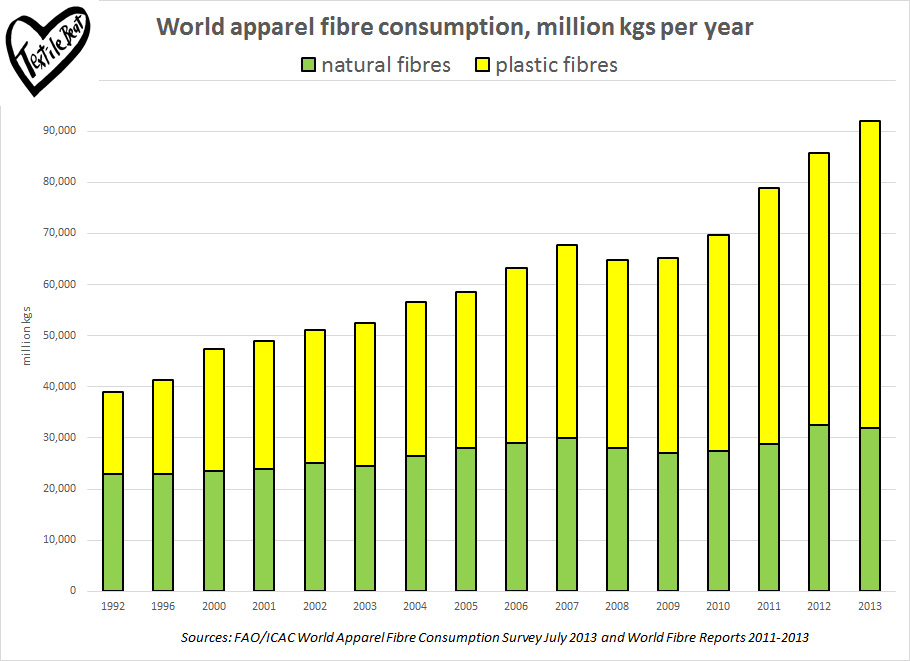 Textile Beat
World apparel fibre consumption, million kgs per year
natural fibres plastic fibres
90,000
80,000
70,000
60,000
50,000
40,000
30,000
20,000
10,000
0
million kgs
1992 1996 2000 2001 2002 2003 2004 2005 2006 2007 2008 2009 2010 2011 2012 2013
Sources: FAO/ICAC World Apparel Fibre Consumption Survey July 2013 and World Fibre Reports 2011-2013